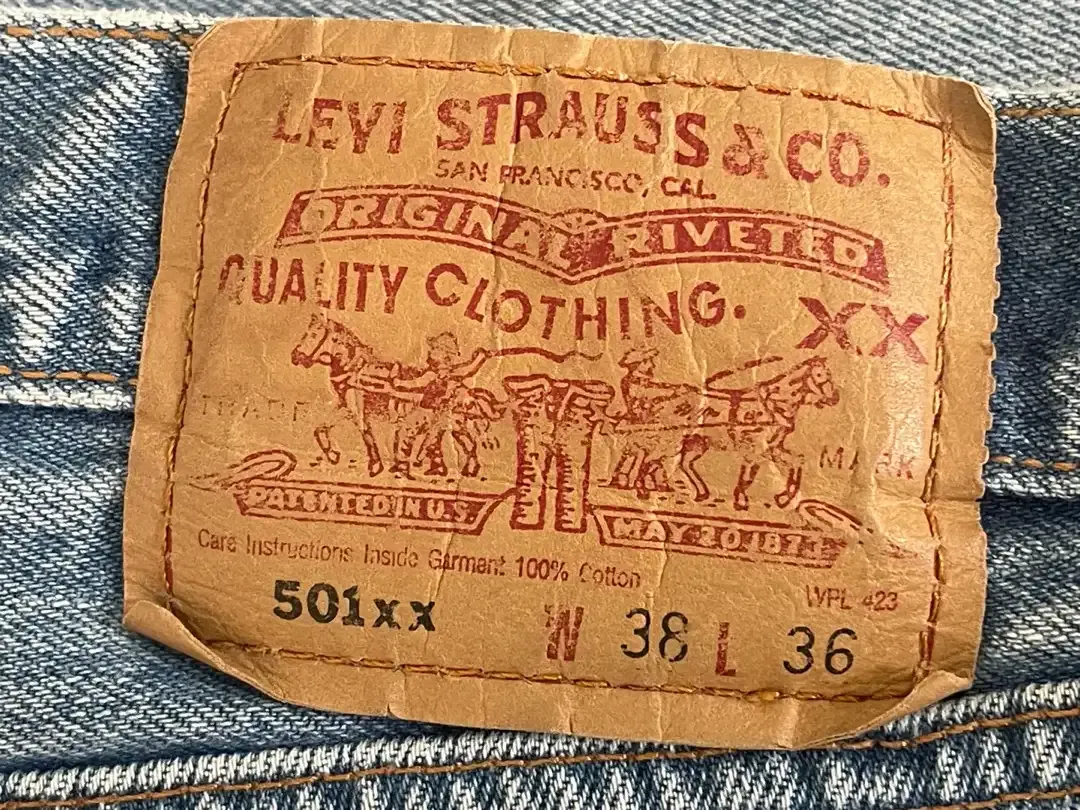 LEVI STRAUSS & CO.
SAN FRANCISCO, CAL.
ORIGINAL RIVETED
QUALITY CLOTHING.
XX
TRADE MARK
PATENTED IN U.S. MAY 20 1873
Care Instructions Inside Garment 100% Cotton
WPL 423
501xx W 38 L 36